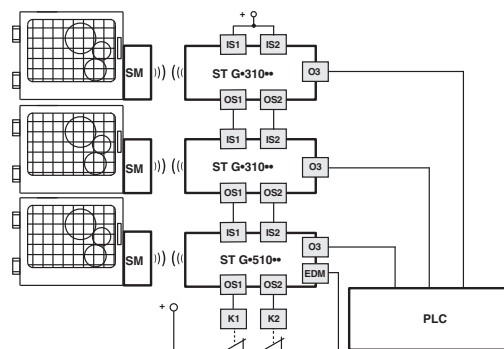 +
IS1 IS2
SM ST G•310•• O3
OS1 OS2
IS1 IS2
SM ST G•310•• O3
OS1 OS2
IS1 IS2
SM ST G•510•• O3
EDM
OS1 OS2
+
K1 K2 PLC